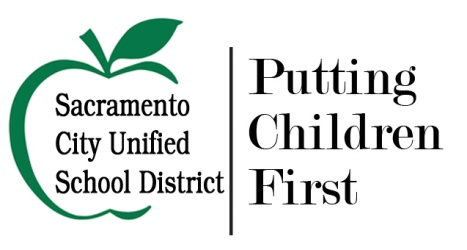 Sacramento
City Unified
School District
Putting
Children
First